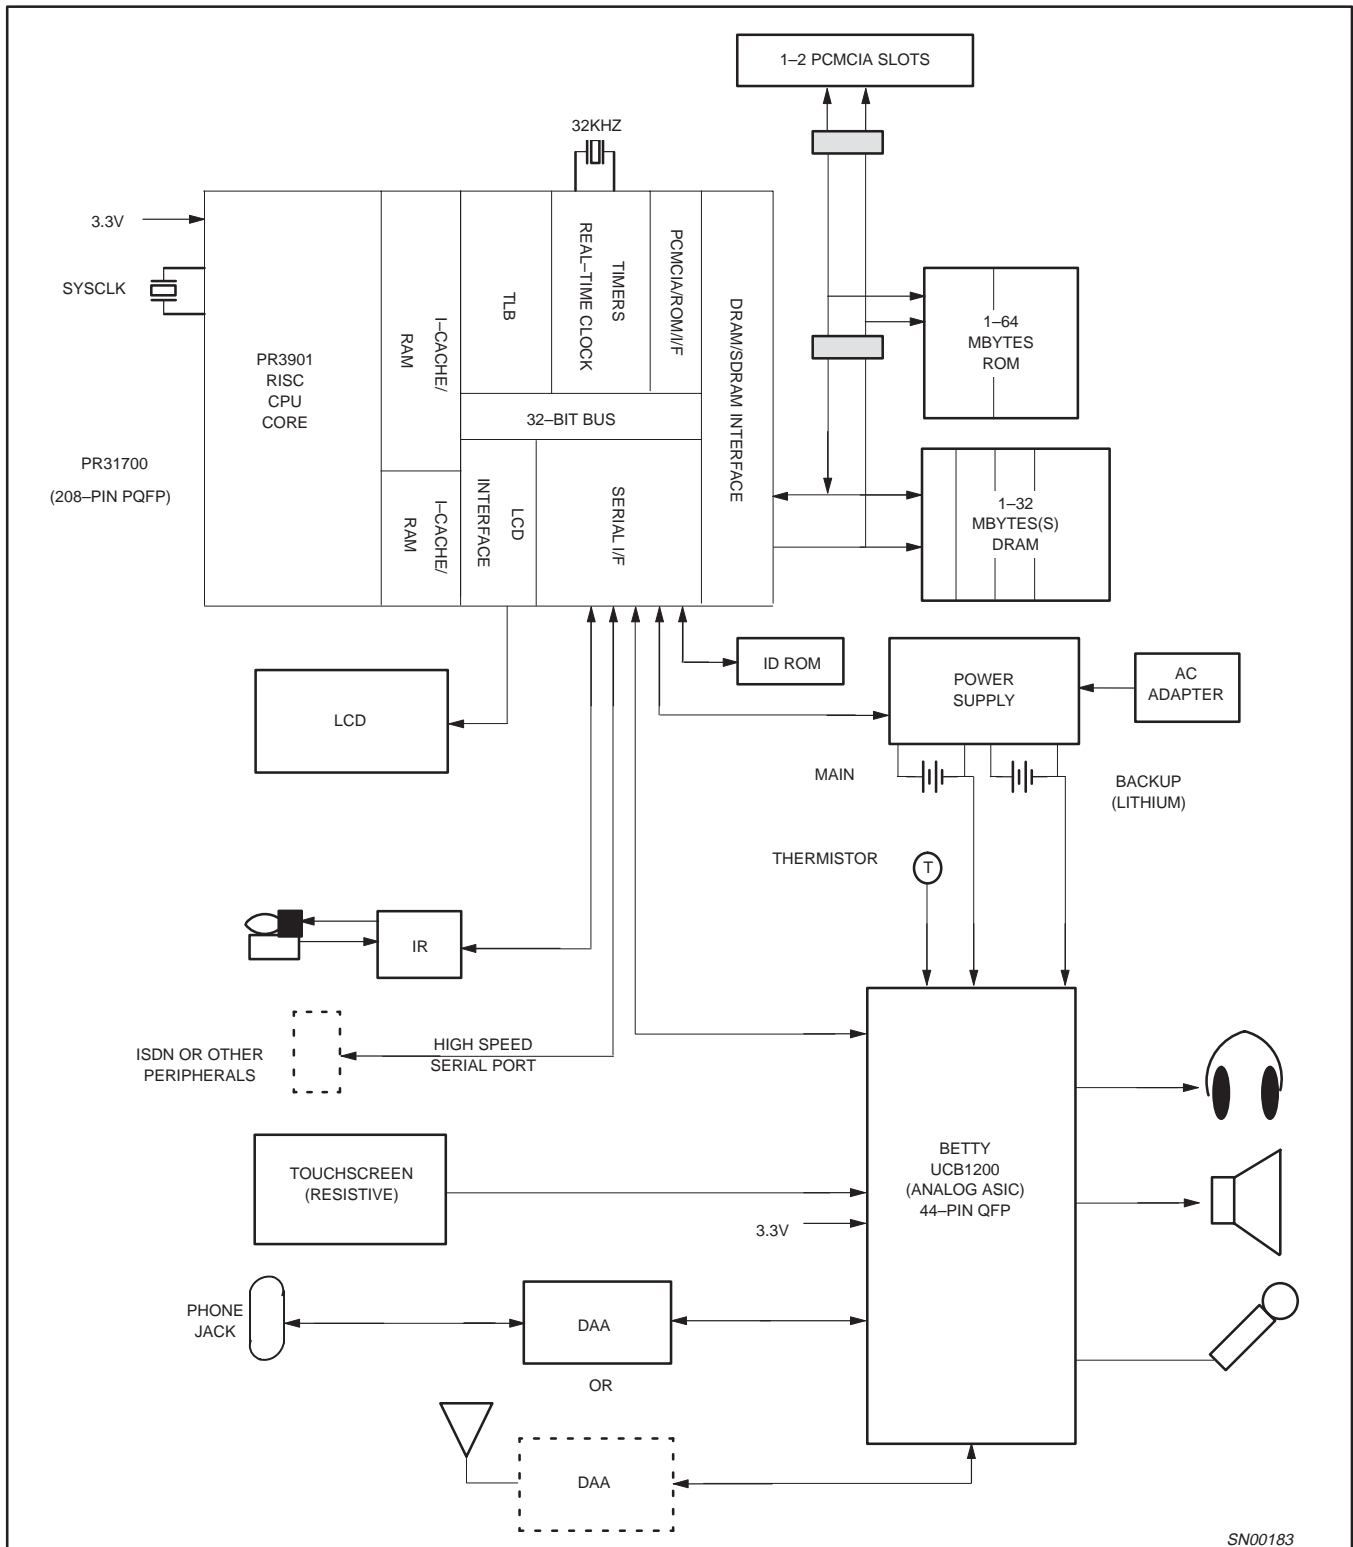 1–2 PCMCIA SLOTS
32KHZ
3.3V
SYSCLK
PR3901
RISC
CPU
CORE
I–CACHE/
RAM
TLB
TIMERS
REAL–TIME CLOCK
PCMCIA/ROM/I/F
DRAM/SDRAM INTERFACE
1–64
MBYTES
ROM
32–BIT BUS
PR31700
(208–PIN PQFP)
I–CACHE/
RAM
LCD
INTERFACE
SERIAL I/F
1–32
MBYTES(S)
DRAM
ID ROM
POWER
SUPPLY
AC
ADAPTER
LCD
MAIN
BACKUP
(LITHIUM)
THERMISTOR
T
IR
ISDN OR OTHER
PERIPHERALS
HIGH SPEED
SERIAL PORT
TOUCHSCREEN
(RESISTIVE)
BETTY
UCB1200
(ANALOG ASIC)
44–PIN QFP
3.3V
PHONE
JACK
DAA
OR
DAA
SN00183